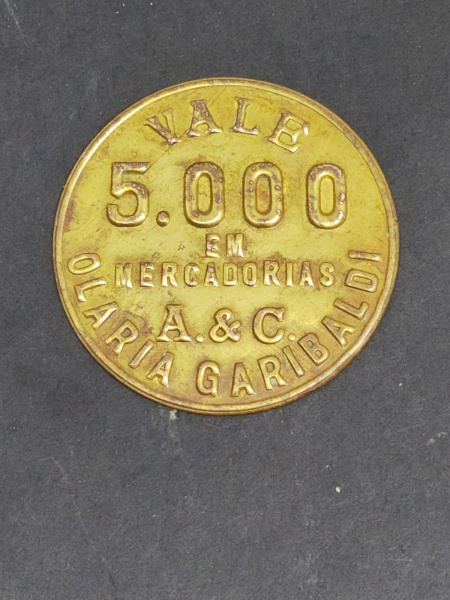 VALE
5.000
EM
MERCADORIAS
A. & C.
OLARIA GARIBALDI